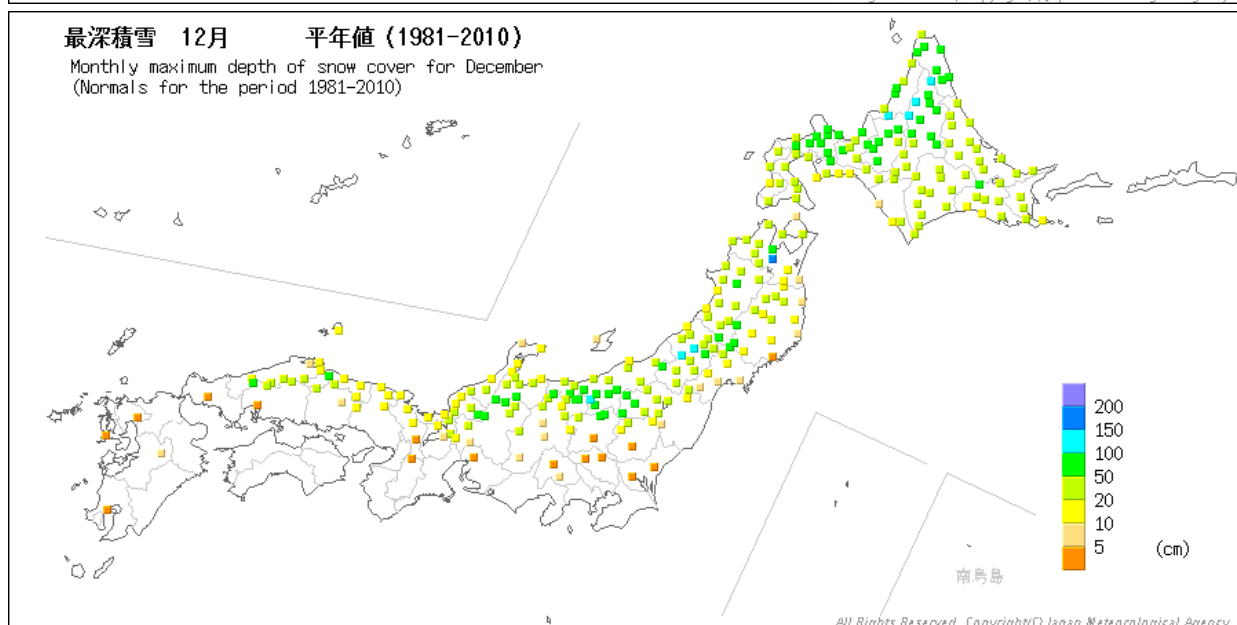 最深積雪 12月 平年値 (1981-2010)
Monthly maximum depth of snow cover for December
(Normals for the period 1981-2010)
200
150
100
50
20
10
5 (cm)
南鳥島
All Rights Reserved. Copyright(C) Japan Meteorological Agency